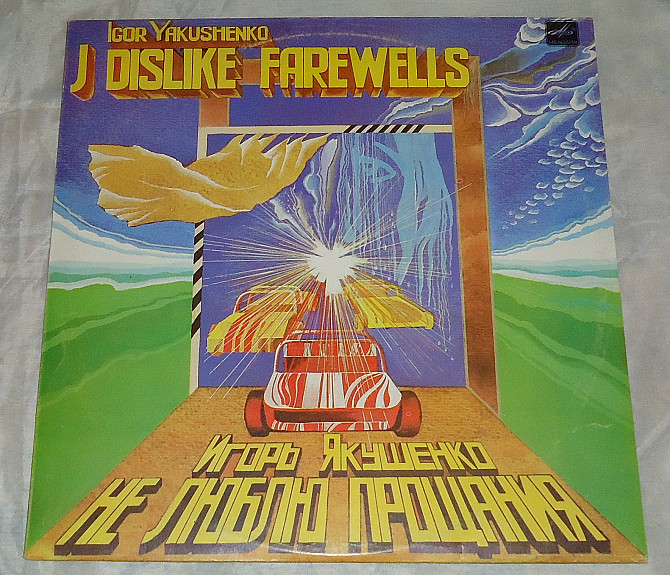 Igor Yakushenko
J DISLIKE FAREWELLS
Игорь Якушенко
НЕ ЛЮБЛЮ ПРОЩАНИЯ